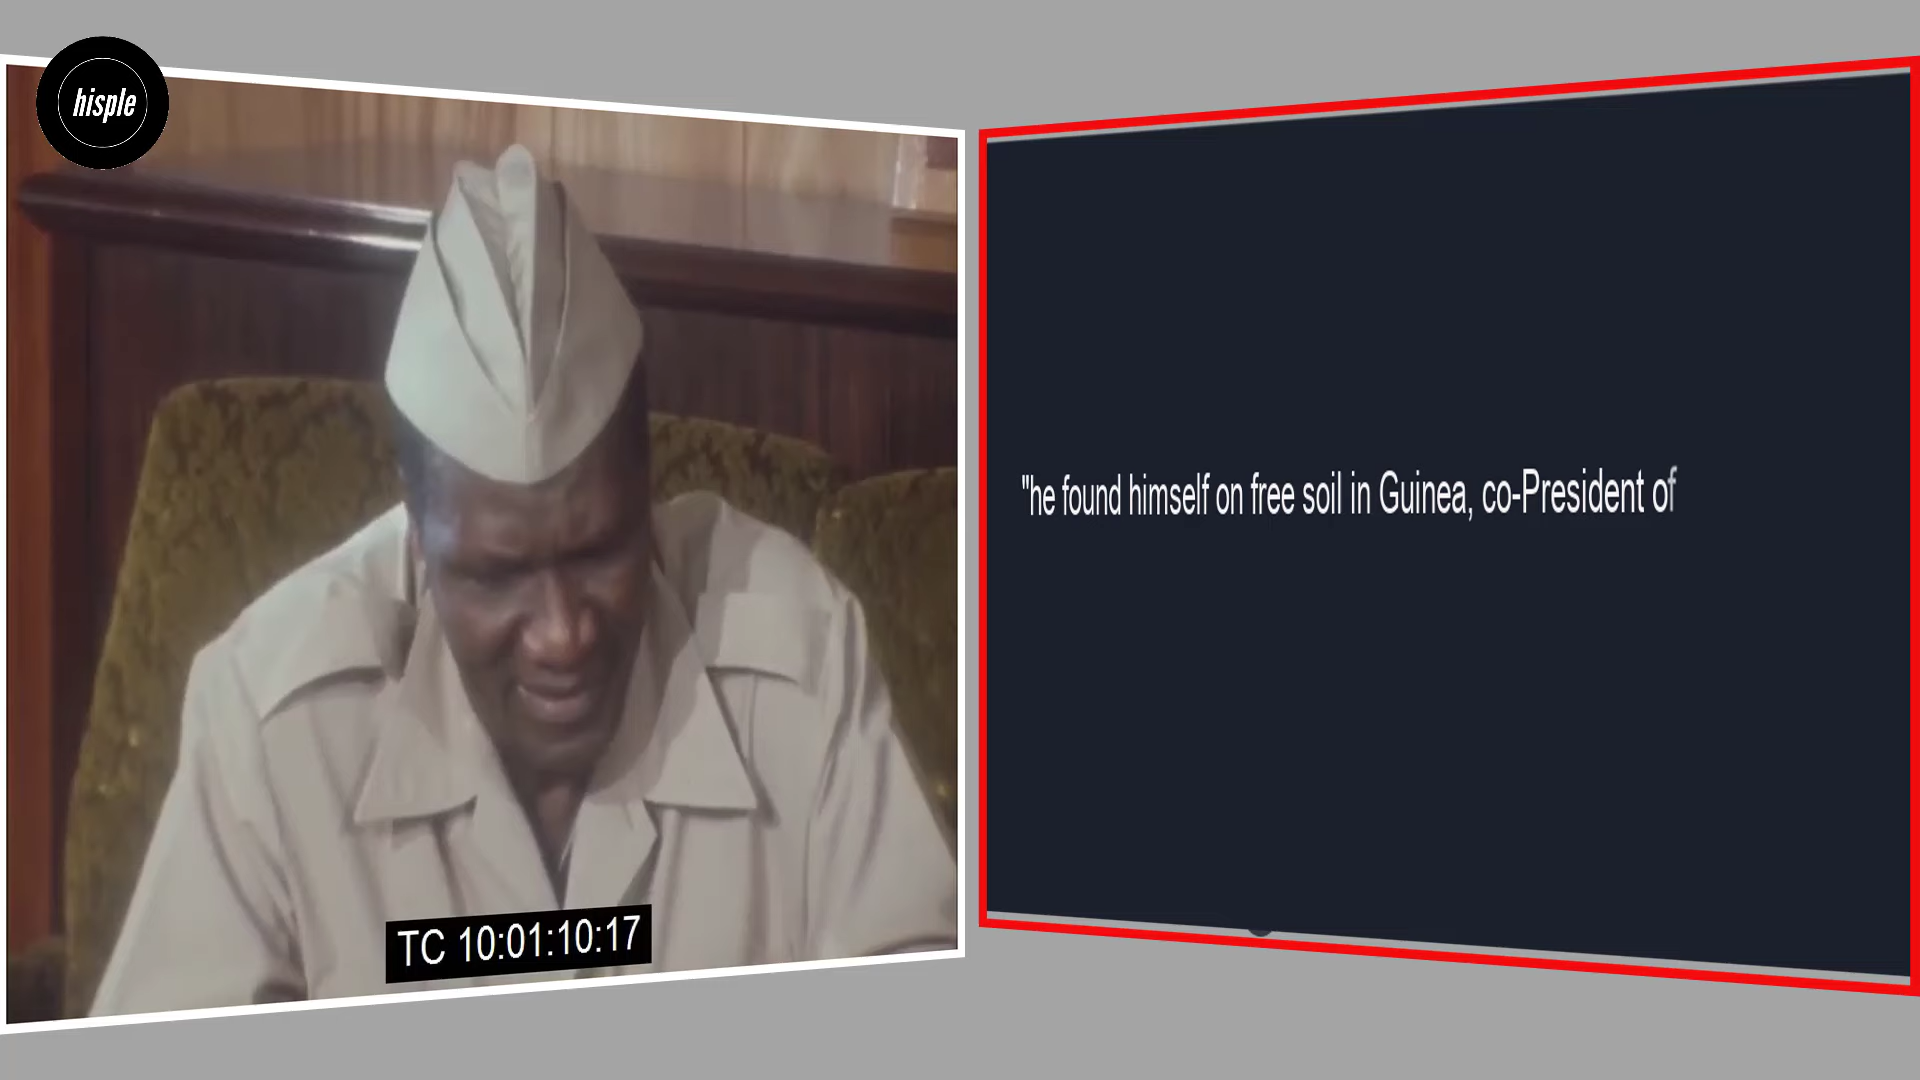 hisple
TC 10:01:10:17
"he found himself on free soil in Guinea, co-President of